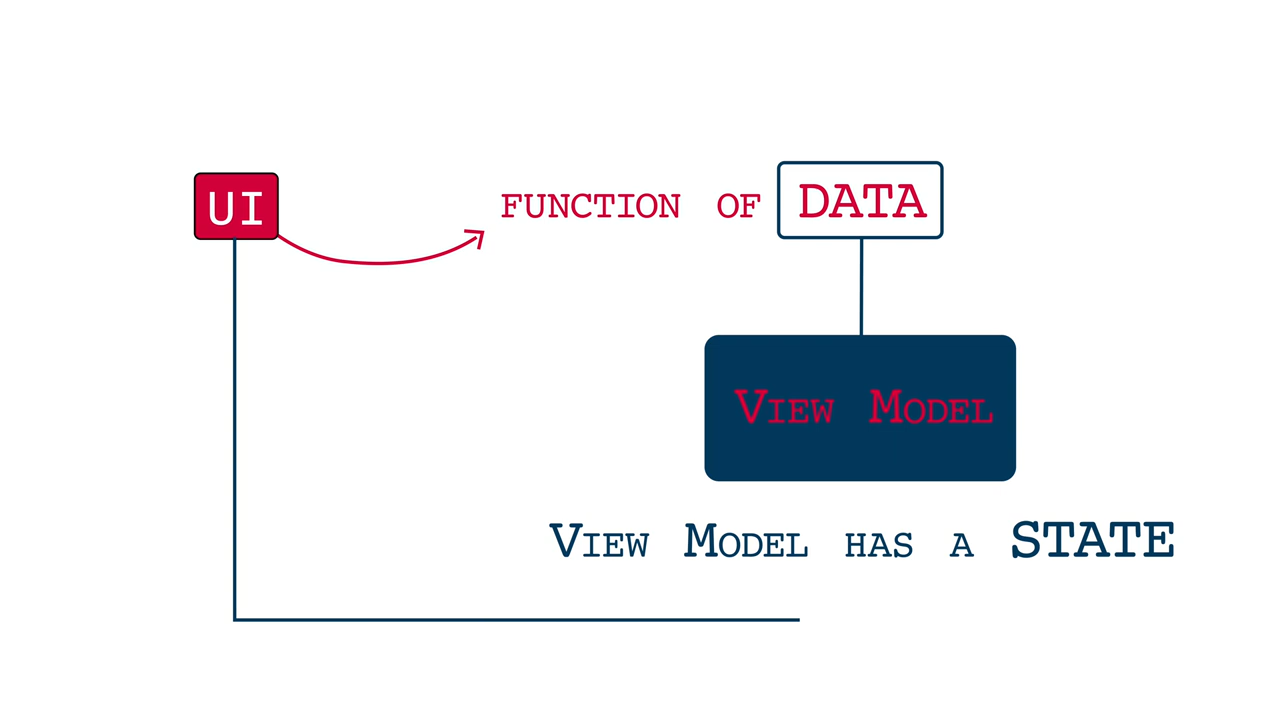 UI
FUNCTION OF DATA
VIEW MODEL
VIEW MODEL HAS A STATE